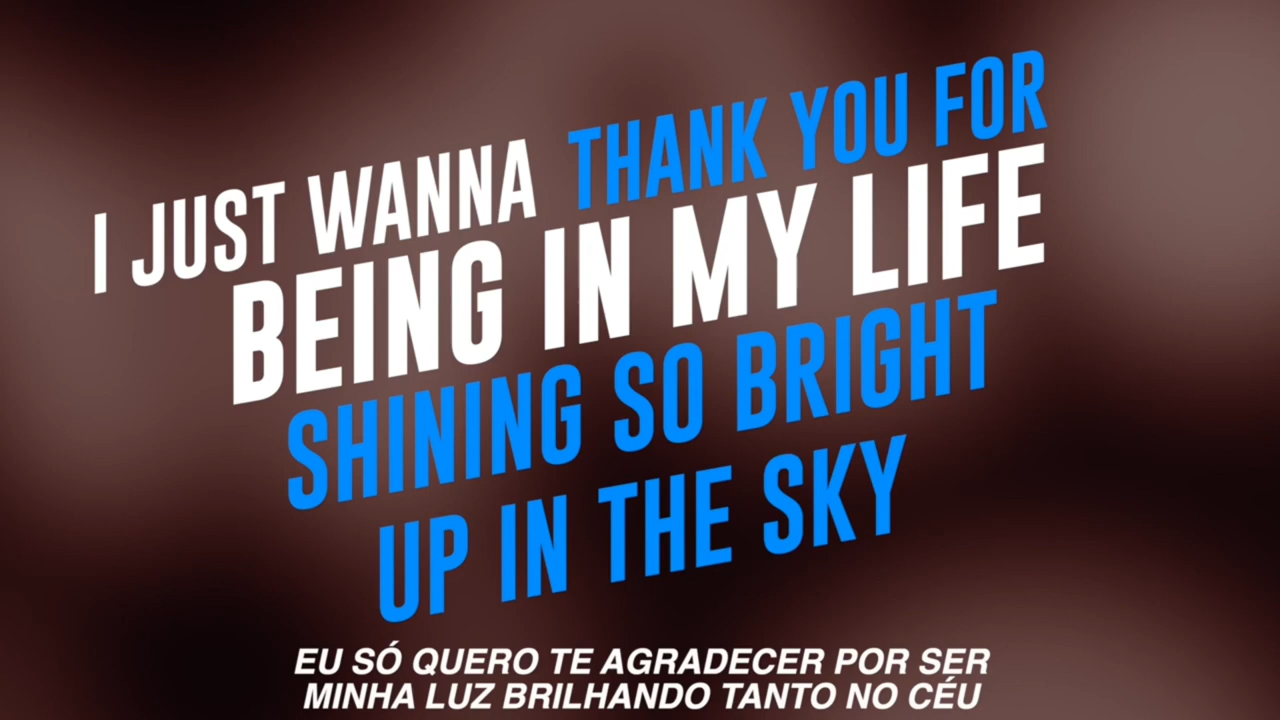 I JUST WANNA THANK YOU FOR
BEING IN MY LIFE
SHINING SO BRIGHT
UP IN THE SKY
EU SÓ QUERO TE AGRADECER POR SER
MINHA LUZ BRILHANDO TANTO NO CÉU